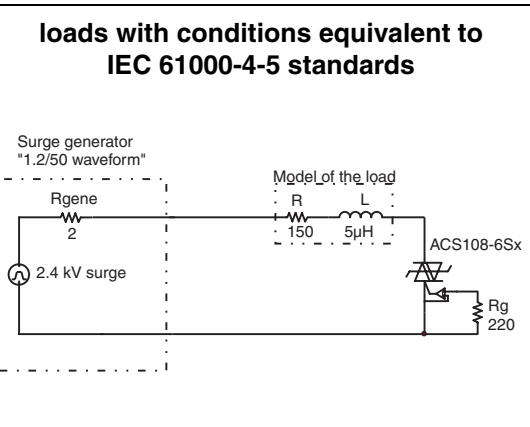 loads with conditions equivalent to
IEC 61000-4-5 standards
Surge generator
"1.2/50 waveform"
Model of the load
Rgene
R
L
2
150
5µH
ACS108-6Sx
2.4 kV surge
Rg
220